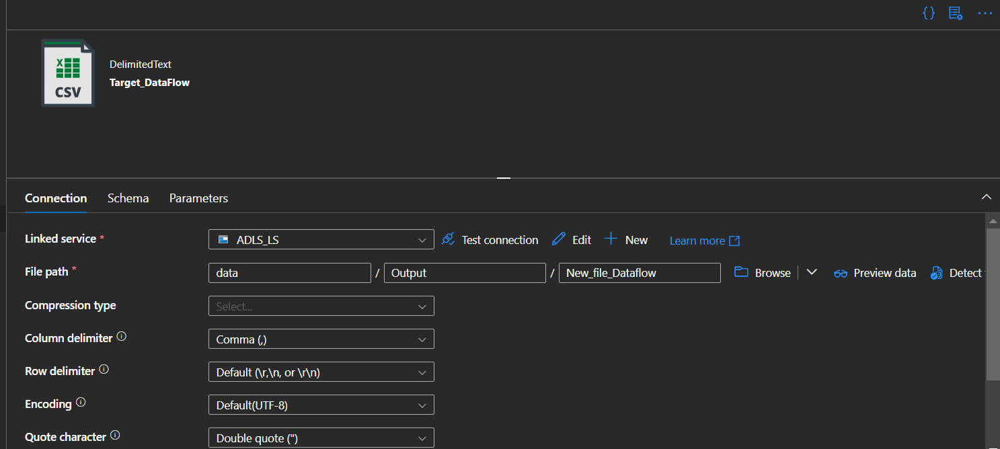 {}
X
CSV
DelimitedText
Target_DataFlow
Connection Schema Parameters
Linked service * ADLS_LS Test connection Edit New Learn more
File path * data / Output / New_file_Dataflow Browse Preview data Detect
Compression type Select...
Column delimiter Comma (,)
Row delimiter Default (\r,\n, or \r\n)
Encoding Default(UTF-8)
Quote character Double quote (")